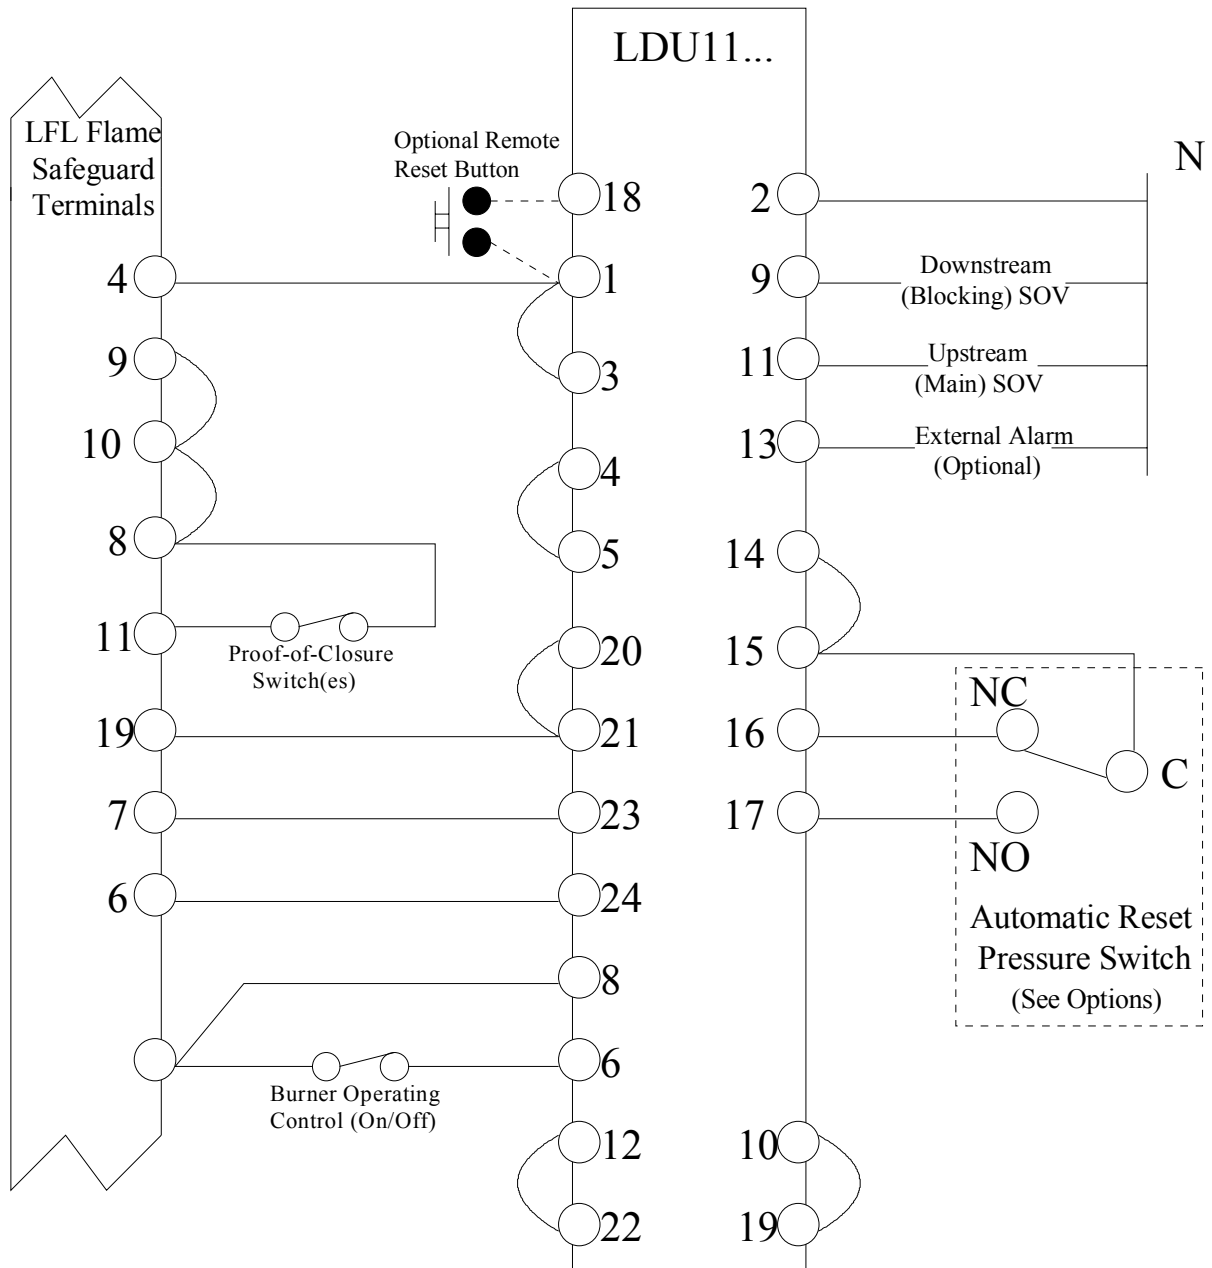 LDU11...
LFL Flame
Safeguard
Terminals
Optional Remote
Reset Button
N
18
2
4
1
9
Downstream
(Blocking) SOV
9
3
11
Upstream
(Main) SOV
10
4
13
External Alarm
(Optional)
8
5
14
11
Proof-of-Closure
Switch(es)
20
15
NC
19
21
16
C
7
23
17
NO
6
24
Automatic Reset
Pressure Switch
(See Options)
8
6
Burner Operating
Control (On/Off)
12
10
22
19